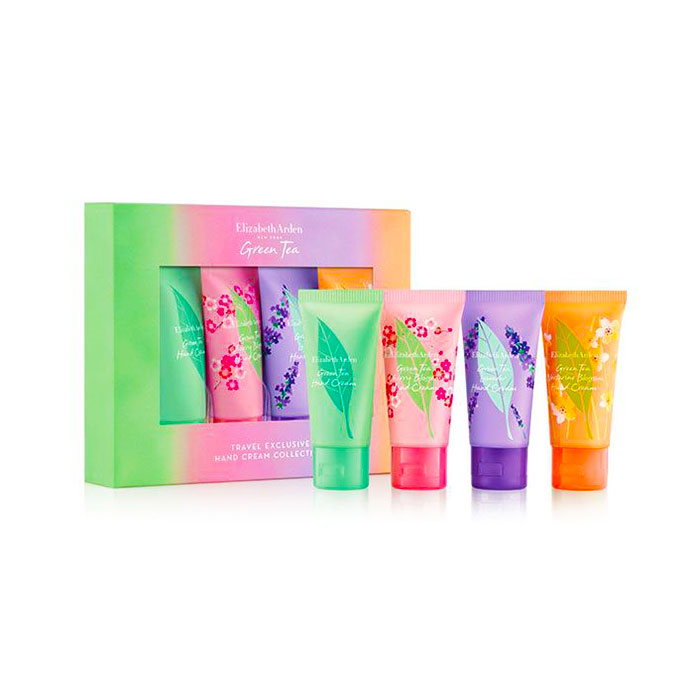 Elizabeth Arden
NEW YORK
Green Tea
TRAVEL EXCLUSIVE
HAND CREAM COLLECTI
Elizabeth Arden
Green Tea
Hand Cream
Elizabeth Arden
Green Tea
Hand Cream
Elizabeth Arden
Green Tea
Hand Cream
Elizabeth Arden
Green Tea
Hand Cream